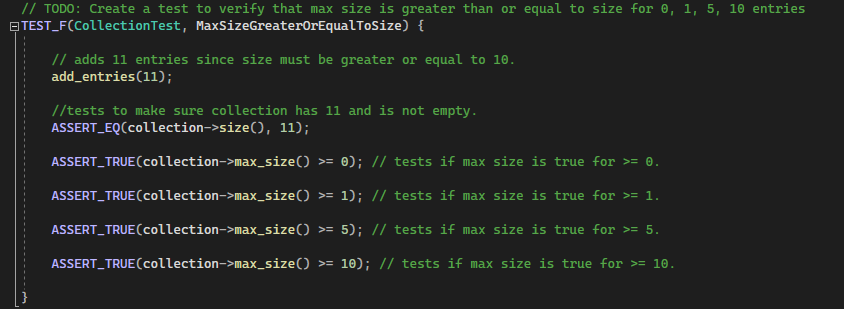 // TODO: Create a test to verify that max size is greater than or equal to size for 0, 1, 5, 10 entries
TEST_F(CollectionTest, MaxSizeGreaterOrEqualToSize) {
// adds 11 entries since size must be greater or equal to 10.
add_entries(11);
//tests to make sure collection has 11 and is not empty.
ASSERT_EQ(collection->size(), 11);
ASSERT_TRUE(collection->max_size() >= 0); // tests if max size is true for >= 0.
ASSERT_TRUE(collection->max_size() >= 1); // tests if max size is true for >= 1.
ASSERT_TRUE(collection->max_size() >= 5); // tests if max size is true for >= 5.
ASSERT_TRUE(collection->max_size() >= 10); // tests if max size is true for >= 10.
}